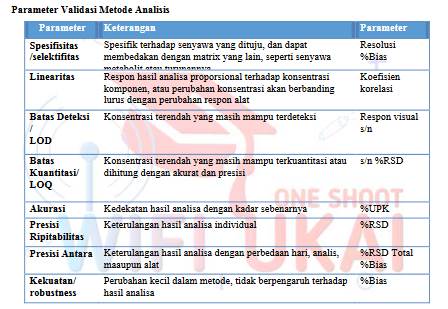 Parameter Validasi Metode Analisis
Parameter Keterangan Parameter
Spesifisitas /selektifitas
Spesifik terhadap senyawa yang dituju, dan dapat
membedakan dengan matrix yang lain, seperti senyawa
metabolit atau turunannya
Resolusi
%Bias
Linearitas
Respon hasil analisa proporsional terhadap konsentrasi
komponen, atau perubahan konsentrasi akan berbanding
lurus dengan perubahan respon alat
Koefisien
korelasi
Batas Deteksi
/
LOD
Konsentrasi terendah yang masih mampu terdeteksi
Respon visual
s/n
Batas
Kuantitasi/
LOQ
Konsentrasi terendah yang masih mampu terkuantitasi atau
dihitung dengan akurat dan presisi
s/n %RSD
Akurasi
Kedekatan hasil analisa dengan kadar sebenarnya
%UPK
Presisi
Ripitabilitas
Keterulangan hasil analisa individual
%RSD
Presisi Antara
Keterulangan hasil analisa dengan perbedaan hari, analis,
maupun alat
%RSD Total
%Bias
Kekuatan/
robustness
Perubahan kecil dalam metode, tidak berpengaruh terhadap
hasil analisa
%Bias
ONE SHOOT
UKAI